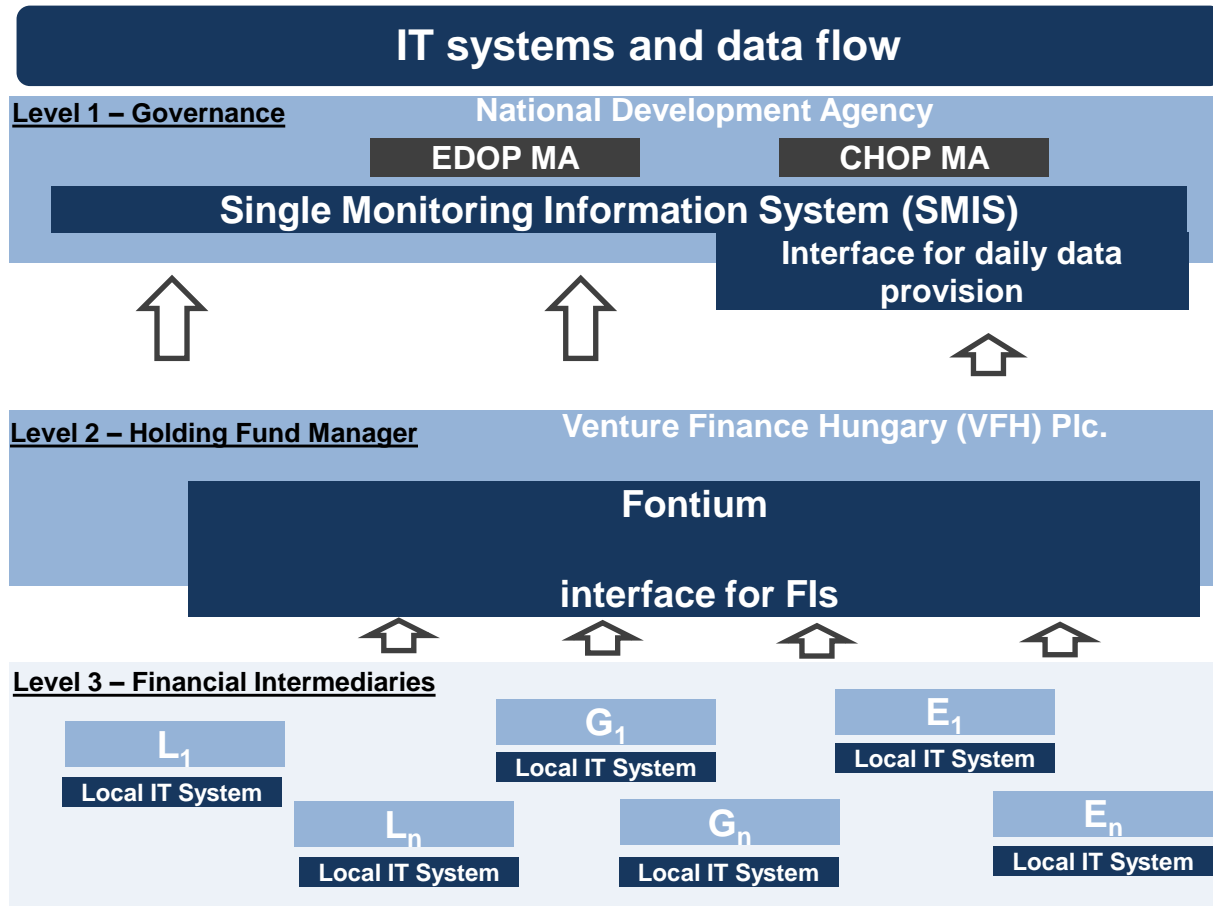 IT systems and data flow
Level 1 – Governance
National Development Agency
EDOP MA
CHOP MA
Single Monitoring Information System (SMIS)
Interface for daily data
provision
Level 2 – Holding Fund Manager
Venture Finance Hungary (VFH) Plc.
Fontium
interface for FIs
Level 3 – Financial Intermediaries
L1
Local IT System
G1
Local IT System
E1
Local IT System
Ln
Local IT System
Gn
Local IT System
En
Local IT System